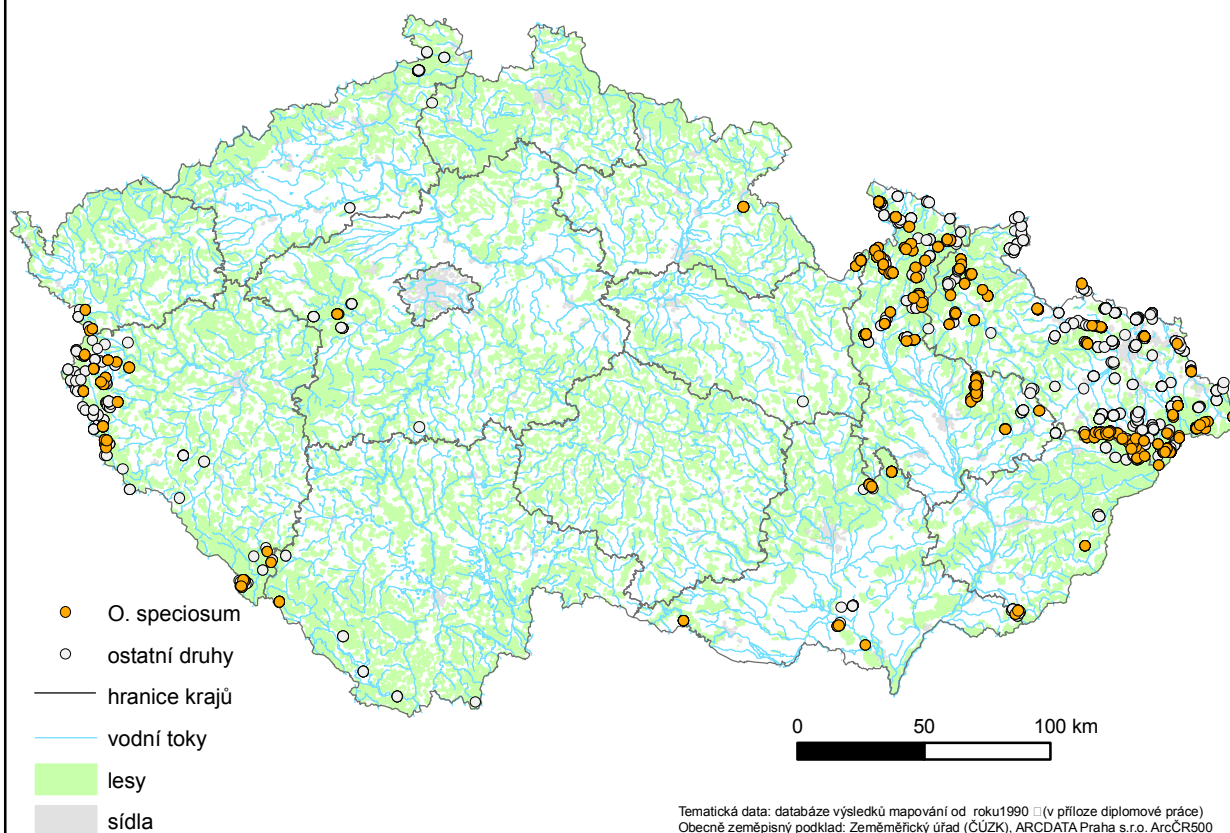 O. speciosum
ostatní druhy
hranice krajů
vodní toky
lesy
sídla
0 50 100 km
Tematická data: databáze výsledků mapování od roku1990 □(v příloze diplomové práce)
Obecně zeměpisný podklad: Zeměměřický úřad (ČÚZK), ARCDATA Praha s.r.o. ArcČR500